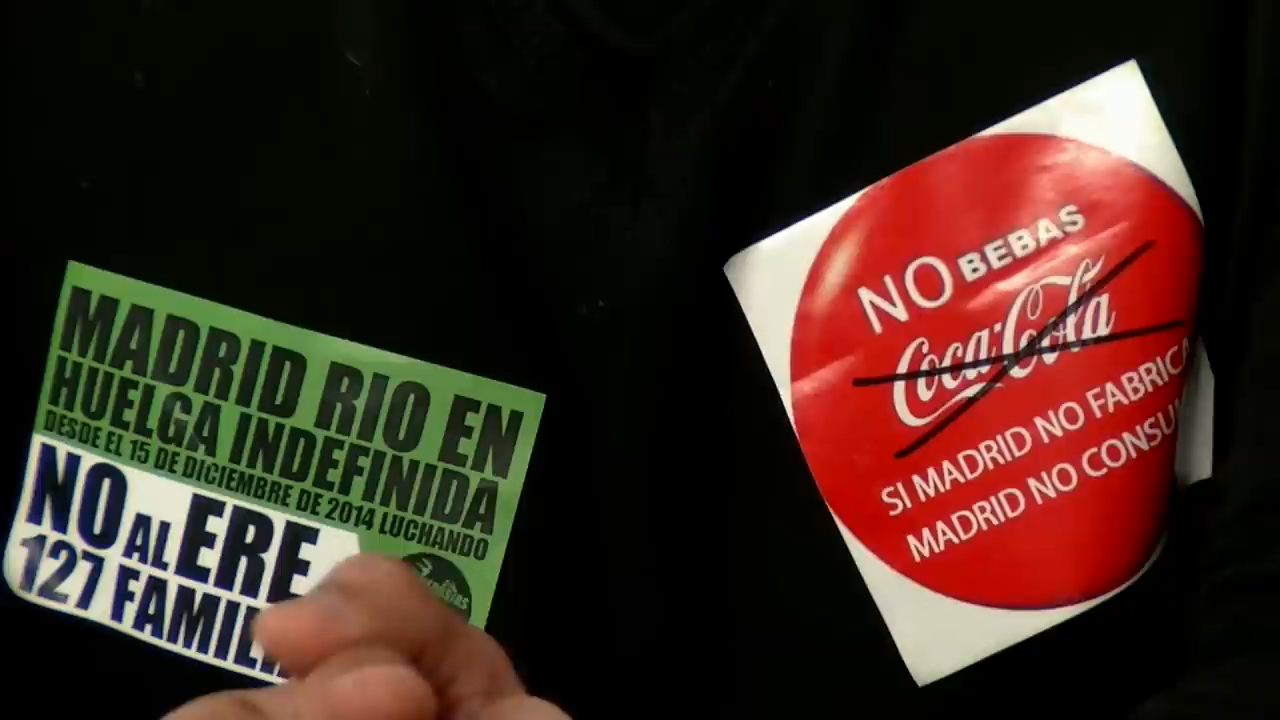 MADRID RIO EN
HUELGA INDEFINIDA
DESDE EL 15 DE DICIEMBRE DE 2014 LUCHANDO
NO AL ERE
127
NO BEBAS
Coca-Cola
SI MADRID NO FABRICA
MADRID NO